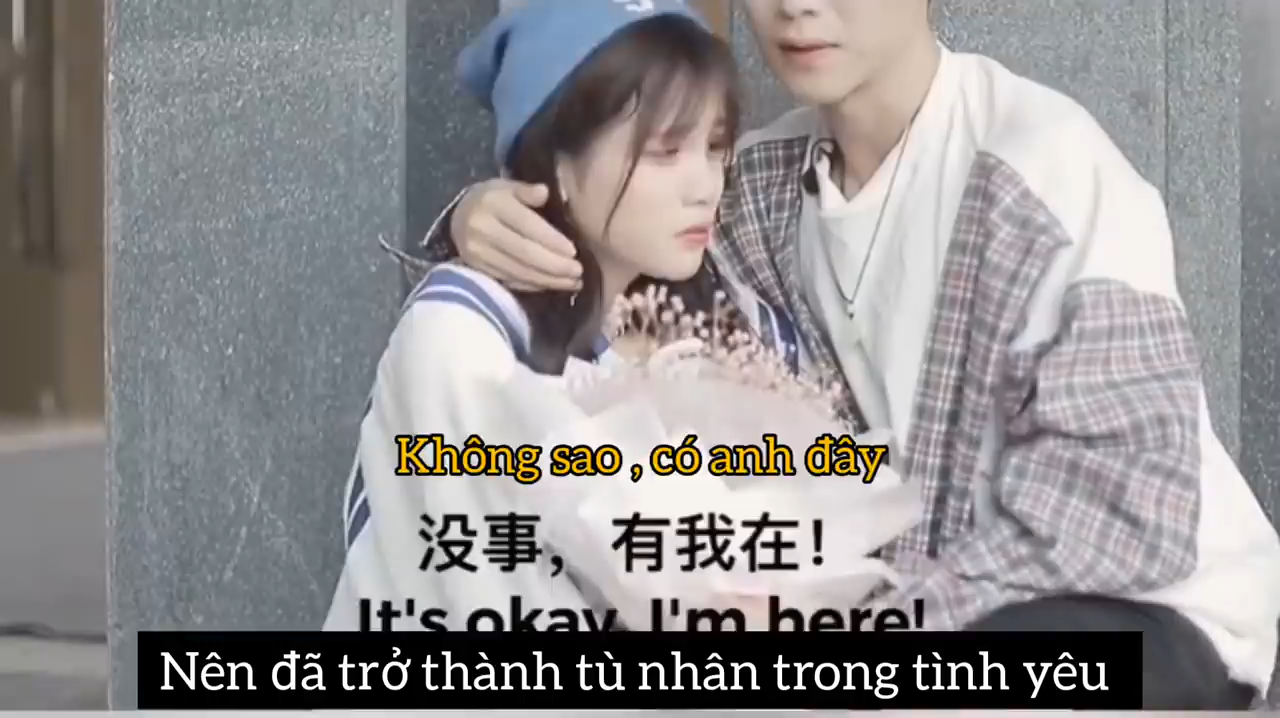 Không sao , có anh đây
没事，有我在！
It's okay, I'm here!
Nên đã trở thành tù nhân trong tình yêu